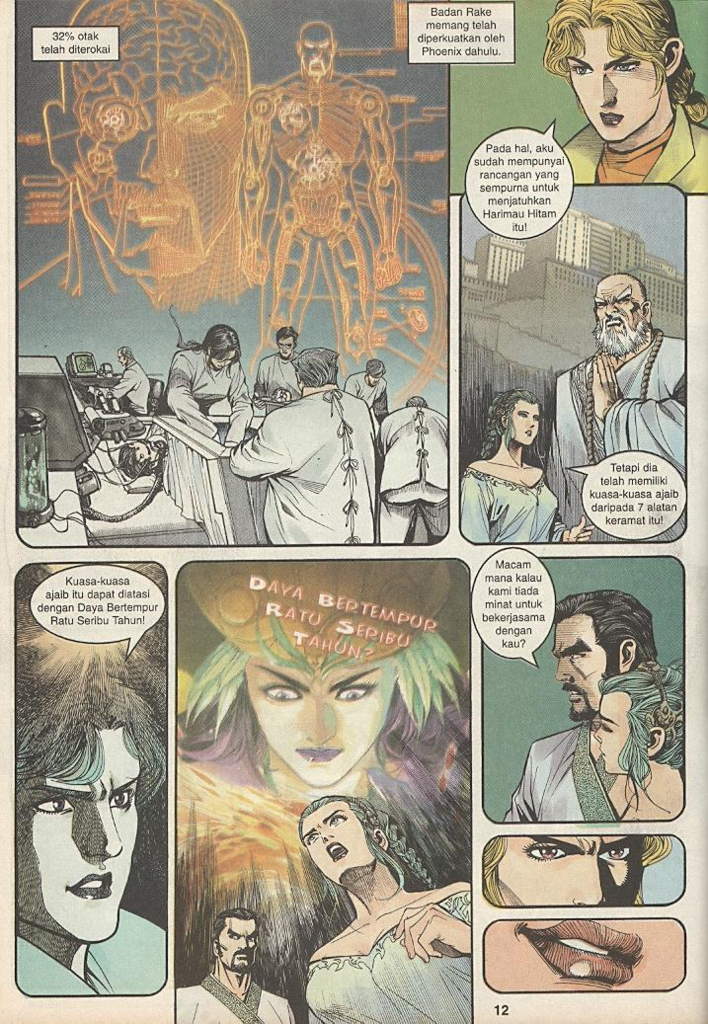 32% otak
telah diterokai
Badan Rake
memang telah
diperkuatkan oleh
Phoenix dahulu.
Pada hal, aku
sudah mempunyai
rancangan yang
sempurna untuk
menjatuhkan
Harimau Hitam
itu!
Tetapi dia
telah memiliki
kuasa-kuasa ajaib
daripada 7 alatan
keramat itu!
Kuasa-kuasa
ajaib itu dapat diatasi
dengan Daya Bertempur
Ratu Seribu Tahun!
DAYA BERTEMPUR
RATU SERIBU
TAHUN?
Macam
mana kalau
kami tiada
minat untuk
bekerjasama
dengan
kau?
12